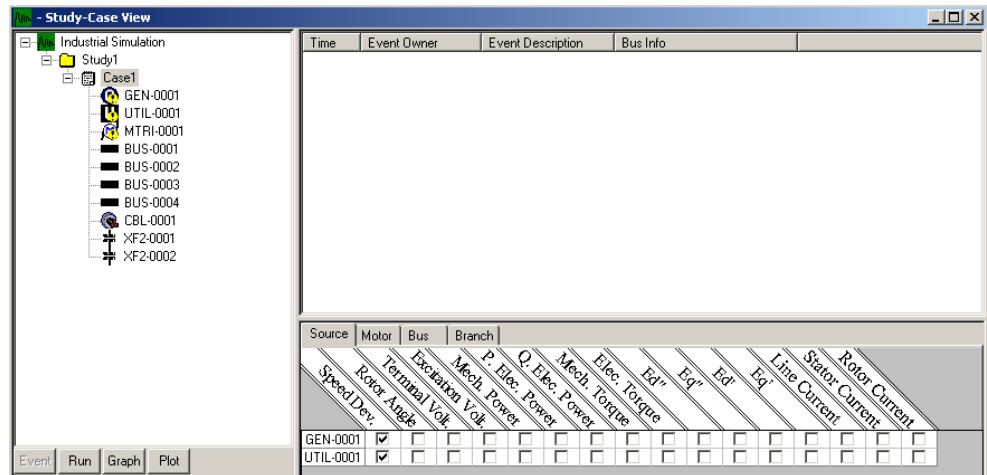 - Study-Case View
Industrial Simulation
Study1
Case1
GEN-0001
UTIL-0001
MTRI-0001
BUS-0001
BUS-0002
BUS-0003
BUS-0004
CBL-0001
XF2-0001
XF2-0002
Event Run Graph Plot
Time Event Owner Event Description Bus Info
Source Motor Bus Branch
Speed Dev.
Rotor Angle
Terminal Volt.
Excitation Volt.
Mech. Power
P. Elec. Power
Q. Elec. Power
Mech. Torque
Elec. Torque
Ed"
Eq"
Ed'
Eq'
Line Current
Stator Current
Rotor Current
GEN-0001
UTIL-0001